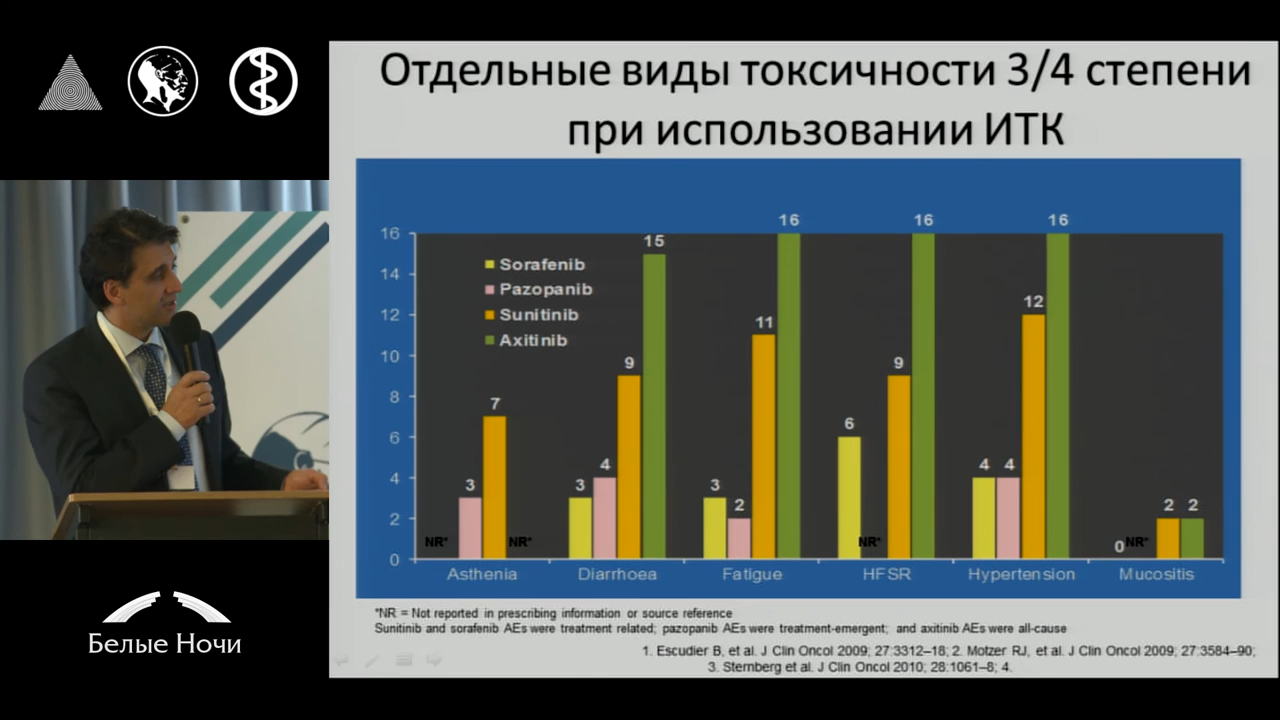 Отдельные виды токсичности 3/4 степени
при использовании ИТК
16
14
12
10
8
6
4
2
0
Sorafenib
Pazopanib
Sunitinib
Axitinib
NR* 3 7 NR*
3 4 9 15
3 2 11 16
6 NR* 9 16
4 4 12 16
0 NR* 2 2
Asthenia Diarrhoea Fatigue HFSR Hypertension Mucositis
*NR = Not reported in prescribing information or source reference
Sunitinib and sorafenib AEs were treatment related; pazopanib AEs were treatment-emergent; and axitinib AEs were all-cause
1. Escudier B, et al. J Clin Oncol 2009; 27:3312–18; 2. Motzer RJ, et al. J Clin Oncol 2009; 27:3584–90;
3. Sternberg et al. J Clin Oncol 2010; 28:1061–8; 4.
Белые Ночи